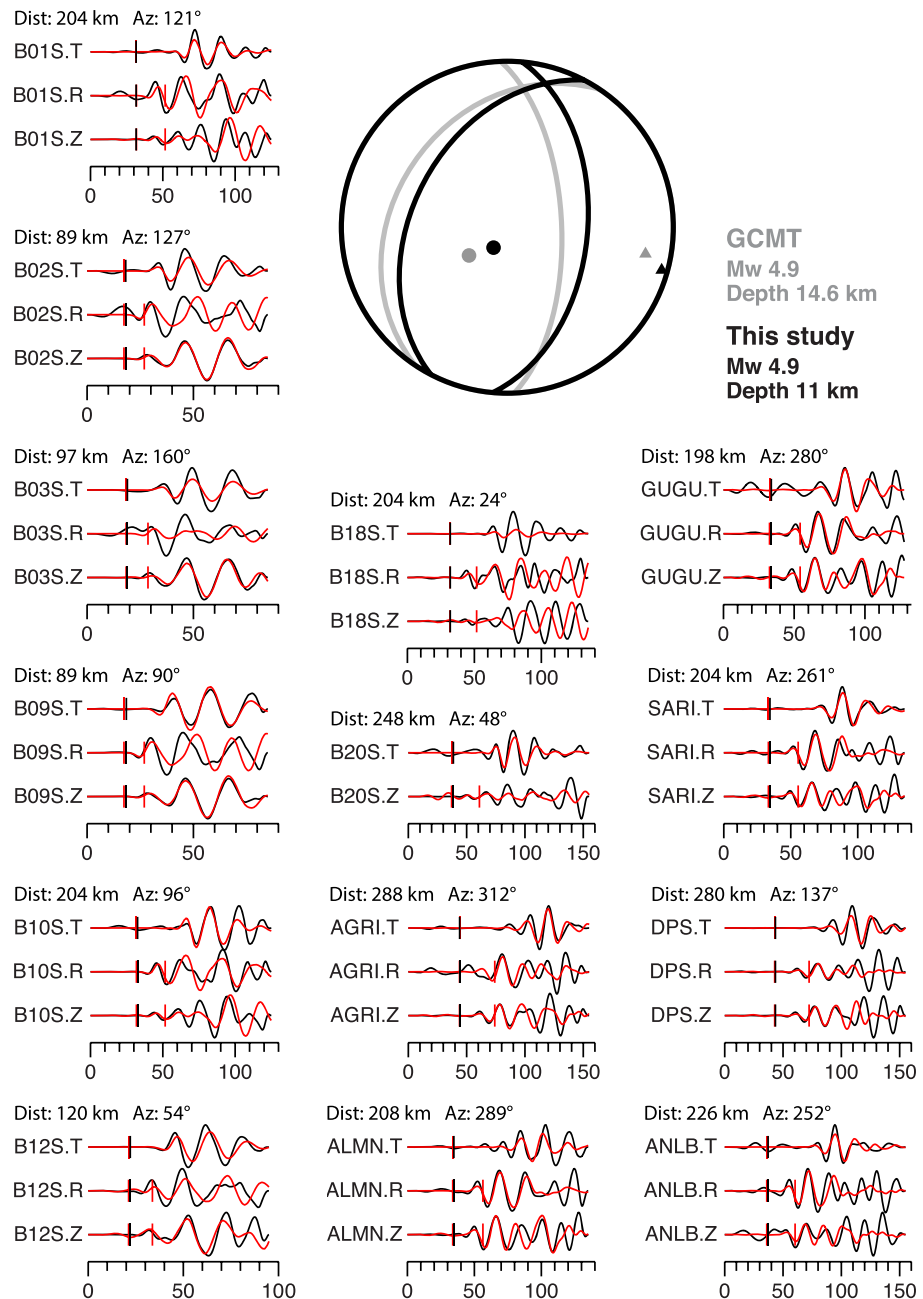 Dist: 204 km Az: 121°
B01S.T
B01S.R
B01S.Z
0 100
Dist: 89 km Az: 127°
B02S.T
B02S.R
B02S.Z
0 50
GCMT
Mw 4.9
Depth 14.6 km
This study
Mw 4.9
Depth 11 km
Dist: 97 km Az: 160°
B03S.T
B03S.R
B03S.Z
0 50
Dist: 204 km Az: 24°
B18S.T
B18S.R
B18S.Z
0 100
Dist: 198 km Az: 280°
GUGU.T
GUGU.R
GUGU.Z
0 50 100
Dist: 89 km Az: 90°
B09S.T
B09S.R
B09S.Z
0 50
Dist: 248 km Az: 48°
B20S.T
B20S.Z
0 50 100 150
Dist: 204 km Az: 261°
SARI.T
SARI.R
SARI.Z
0 50 100
Dist: 204 km Az: 96°
B10S.T
B10S.R
B10S.Z
0 100
Dist: 288 km Az: 312°
AGRI.T
AGRI.R
AGRI.Z
0 50 100 150
Dist: 280 km Az: 137°
DPS.T
DPS.R
DPS.Z
0 50 100 150
Dist: 120 km Az: 54°
B12S.T
B12S.R
B12S.Z
0 50 100
Dist: 208 km Az: 289°
ALMN.T
ALMN.R
ALMN.Z
0 50 100
Dist: 226 km Az: 252°
ANLB.T
ANLB.R
ANLB.Z
0 50 100 150